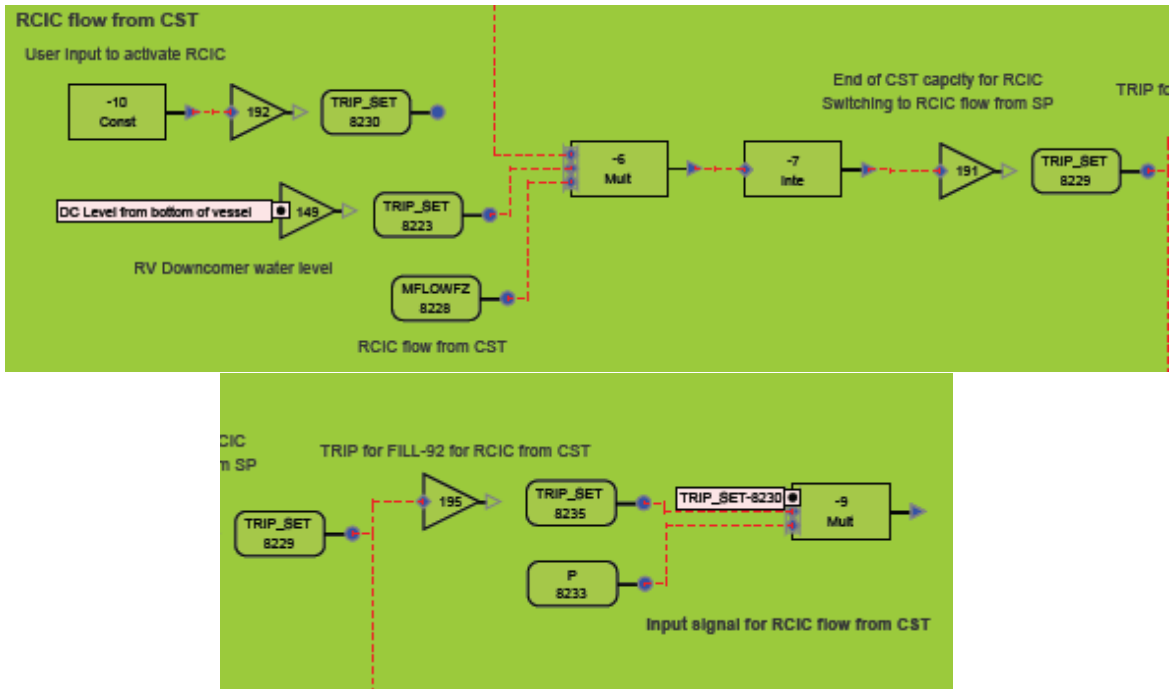 RCIC flow from CST
User input to activate RCIC
-10
Const
192
TRIP_SET
8230
DC Level from bottom of vessel
149
TRIP_SET
8223
RV Downcomer water level
MFLOWFZ
8228
RCIC flow from CST
-6
Mult
-7
Inte
End of CST capcity for RCIC
Switching to RCIC flow from SP
191
TRIP_SET
8229
TRIP fo
CIC
m SP
TRIP_SET
8229
TRIP for FILL-92 for RCIC from CST
195
TRIP_SET
8235
TRIP_SET-8230
-9
Mult
P
8233
Input signal for RCIC flow from CST